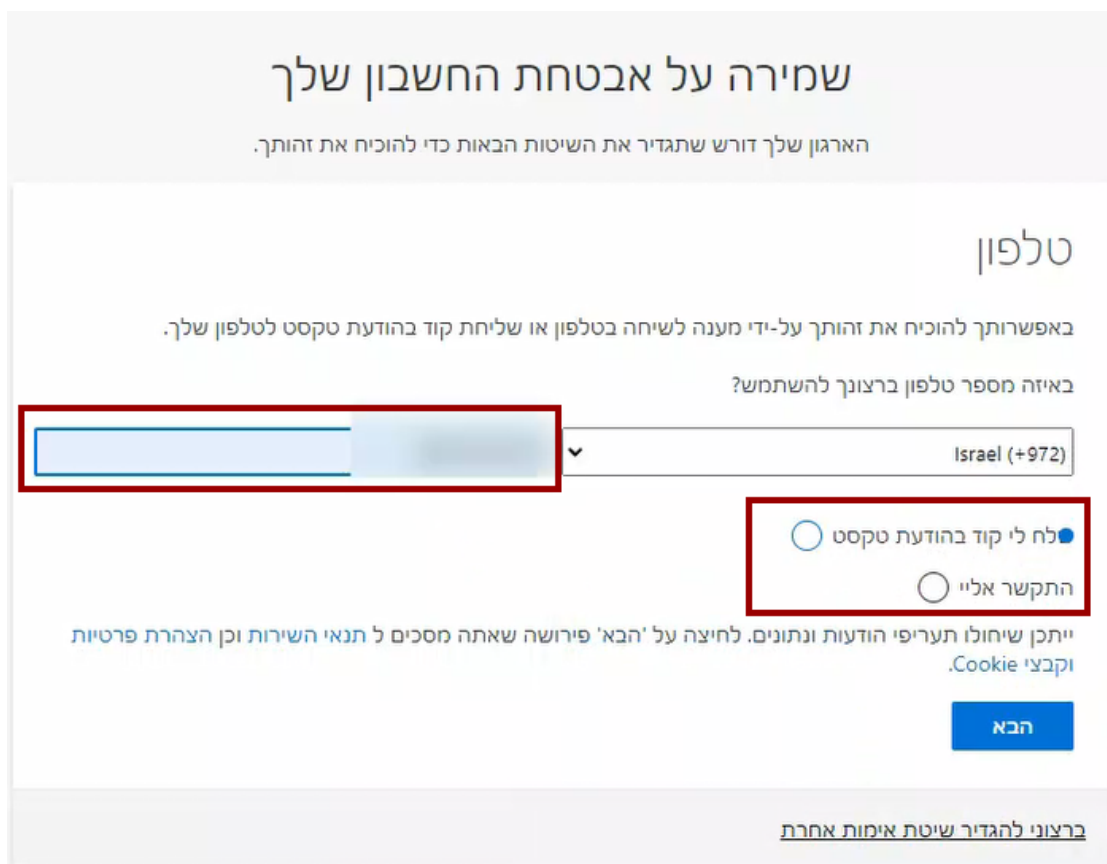 שמירה על אבטחת החשבון שלך
הארגון שלך דורש שתגדיר את השיטות הבאות כדי להוכיח את זהותך.
טלפון
באפשרותך להוכיח את זהותך על-ידי מענה לשיחה בטלפון או שליחת קוד בהודעת טקסט לטלפון שלך.
באיזה מספר טלפון ברצונך להשתמש?
Israel (+972)
לח לי קוד בהודעת טקסט
התקשר אליי
ייתכן שיחולו תעריפי הודעות ונתונים. לחיצה על 'הבא' פירושה שאתה מסכים ל תנאי השירות וכן הצהרת פרטיות
וקבצי Cookie.
הבא
ברצוני להגדיר שיטת אימות אחרת